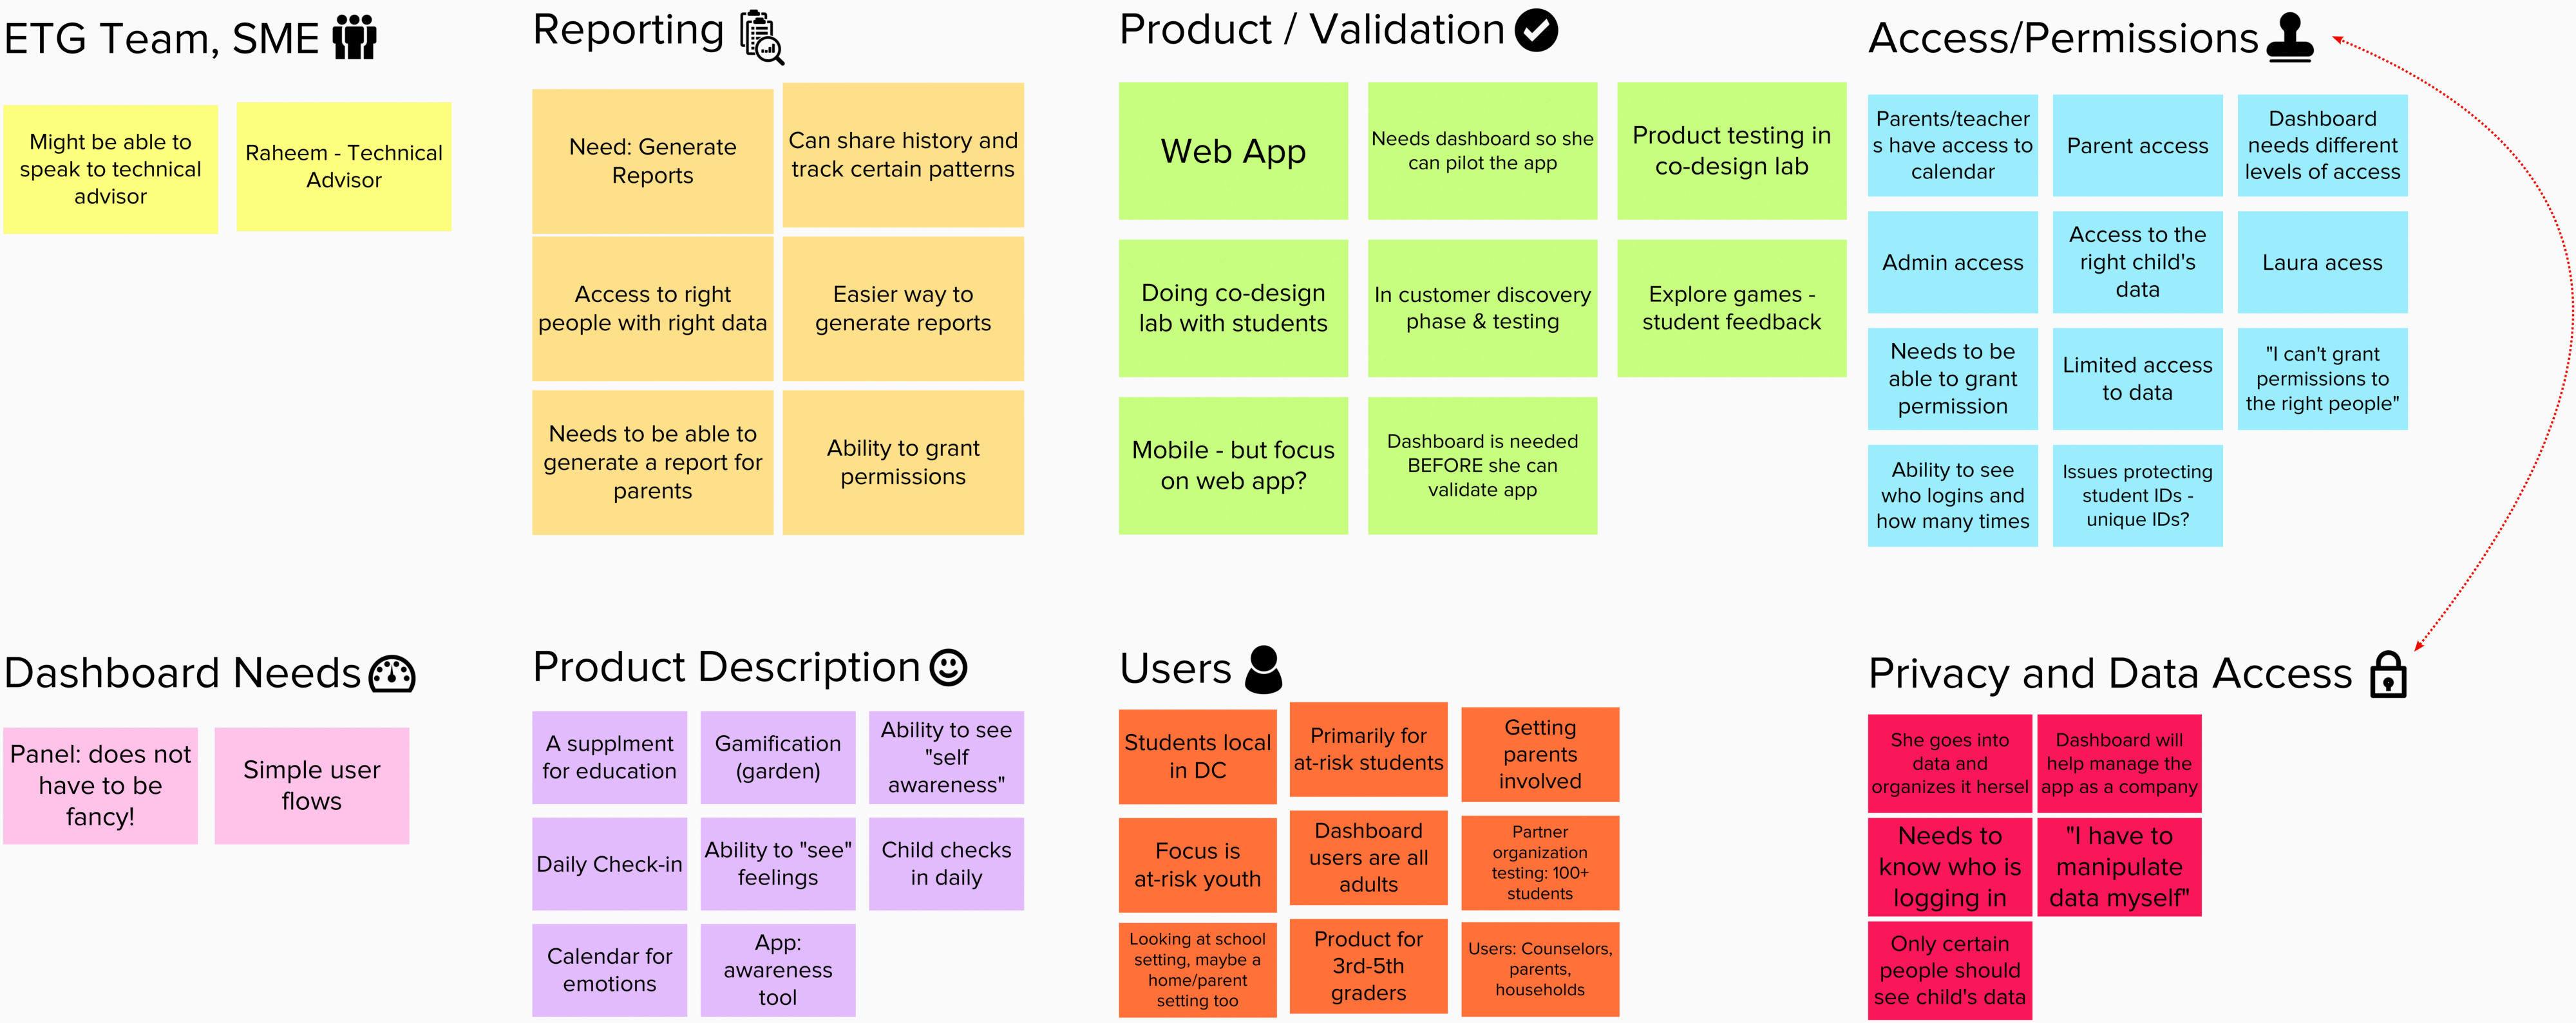 ETG Team, SME
Might be able to
speak to technical
advisor
Raheem - Technical
Advisor
Reporting
Need: Generate
Reports
Can share history and
track certain patterns
Access to right
people with right data
Easier way to
generate reports
Needs to be able to
generate a report for
parents
Ability to grant
permissions
Product / Validation
Web App
Needs dashboard so she
can pilot the app
Product testing in
co-design lab
Doing co-design
lab with students
In customer discovery
phase & testing
Explore games -
student feedback
Mobile - but focus
on web app?
Dashboard is needed
BEFORE she can
validate app
Access/Permissions
Parents/teacher
s have access to
calendar
Parent access
Dashboard
needs different
levels of access
Admin access
Access to the
right child's
data
Laura acess
Needs to be
able to grant
permission
Limited access
to data
"I can't grant
permissions to
the right people"
Ability to see
who logins and
how many times
Issues protecting
student IDs -
unique IDs?
Dashboard Needs
Panel: does not
have to be
fancy!
Simple user
flows
Product Description
A supplment
for education
Gamification
(garden)
Ability to see
"self
awareness"
Daily Check-in
Ability to "see"
feelings
Child checks
in daily
Calendar for
emotions
App:
awareness
tool
Users
Students local
in DC
Primarily for
at-risk students
Getting
parents
involved
Focus is
at-risk youth
Dashboard
users are all
adults
Partner
organization
testing: 100+
students
Looking at school
setting, maybe a
home/parent
setting too
Product for
3rd-5th
graders
Users: Counselors,
parents,
households
Privacy and Data Access
She goes into
data and
organizes it hersel
Dashboard will
help manage the
app as a company
Needs to
know who is
logging in
"I have to
manipulate
data myself"
Only certain
people should
see child's data